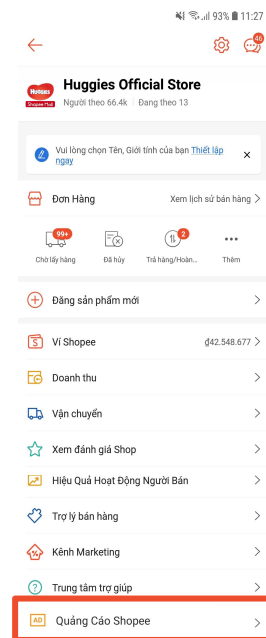 93% 11:27
46
Huggies Official Store
HUGGIES
Shopee Mall
Người theo 66.4k Đang theo 13
Vui lòng chọn Tên, Giới tính của bạn Thiết lập
ngay
Đơn Hàng Xem lịch sử bán hàng
99+ 2
Chờ lấy hàng Đã hủy Trả hàng/Hoàn... Thêm
Đăng sản phẩm mới
Ví Shopee ₫42.548.677
Doanh thu
Vận chuyển
Xem đánh giá Shop
Hiệu Quả Hoạt Động Người Bán
Trợ lý bán hàng
Kênh Marketing
Trung tâm trợ giúp
AD Quảng Cáo Shopee